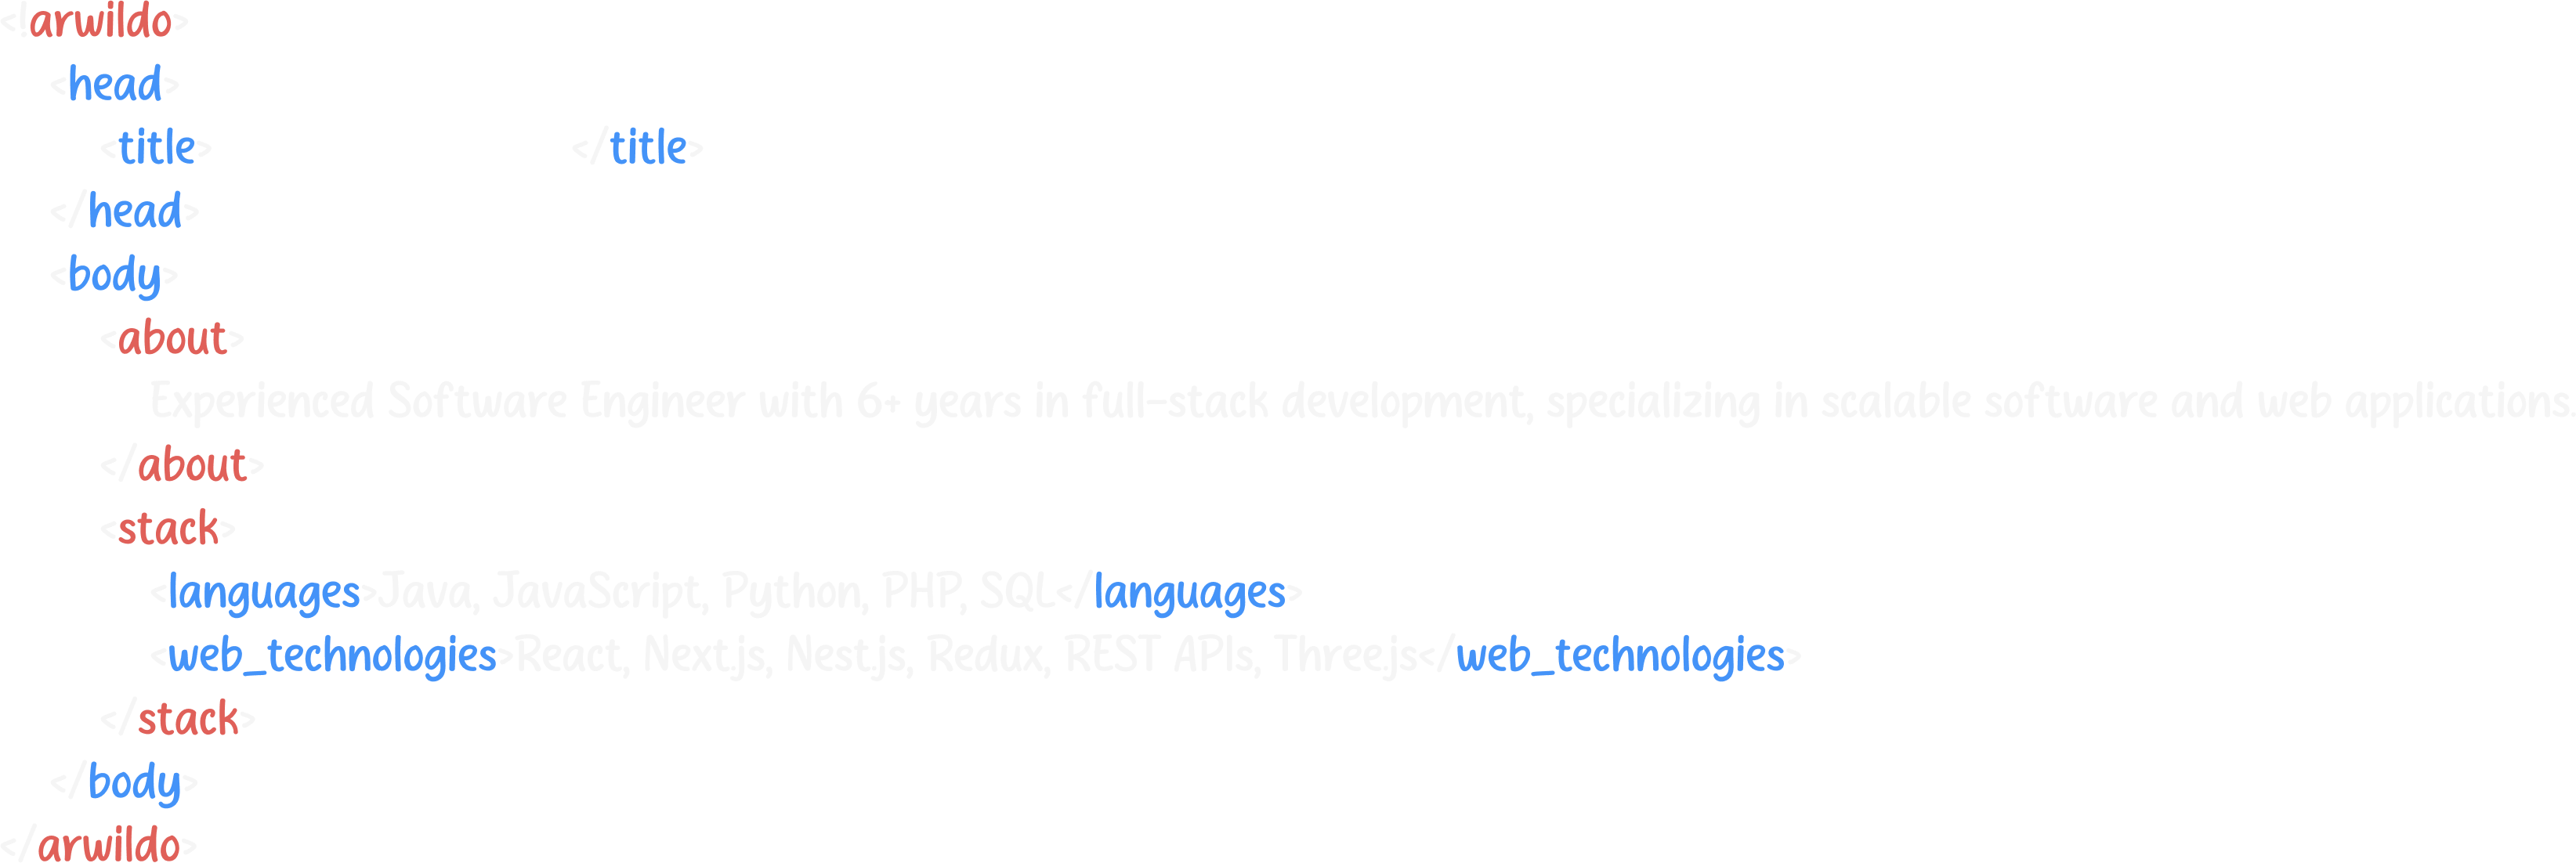 <!arwildo>
<head>
<title></title>
</head>
<body>
<about>
Experienced Software Engineer with 6+ years in full-stack development, specializing in scalable software and web applications.
</about>
<stack>
<languages>Java, JavaScript, Python, PHP, SQL</languages>
<web_technologies>React, Next.js, Nest.js, Redux, REST APIs, Three.js</web_technologies>
</stack>
</body>
</arwildo>